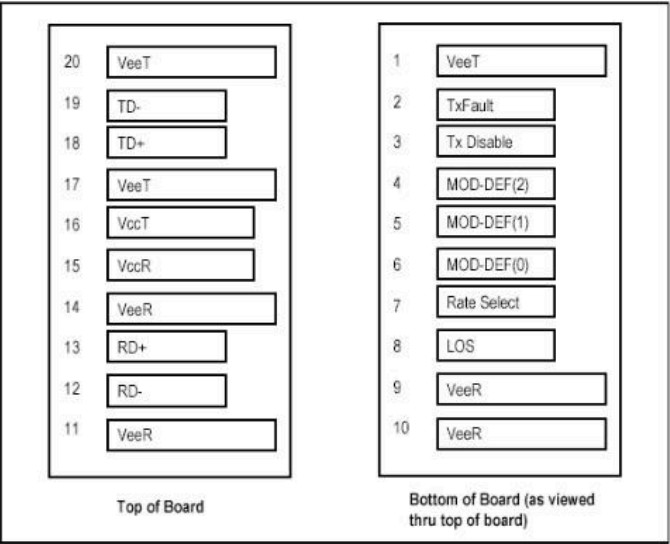 20 VeeT
19 TD-
18 TD+
17 VeeT
16 VccT
15 VccR
14 VeeR
13 RD+
12 RD-
11 VeeR
Top of Board
1 VeeT
2 TxFault
3 Tx Disable
4 MOD-DEF(2)
5 MOD-DEF(1)
6 MOD-DEF(0)
7 Rate Select
8 LOS
9 VeeR
10 VeeR
Bottom of Board (as viewed
thru top of board)